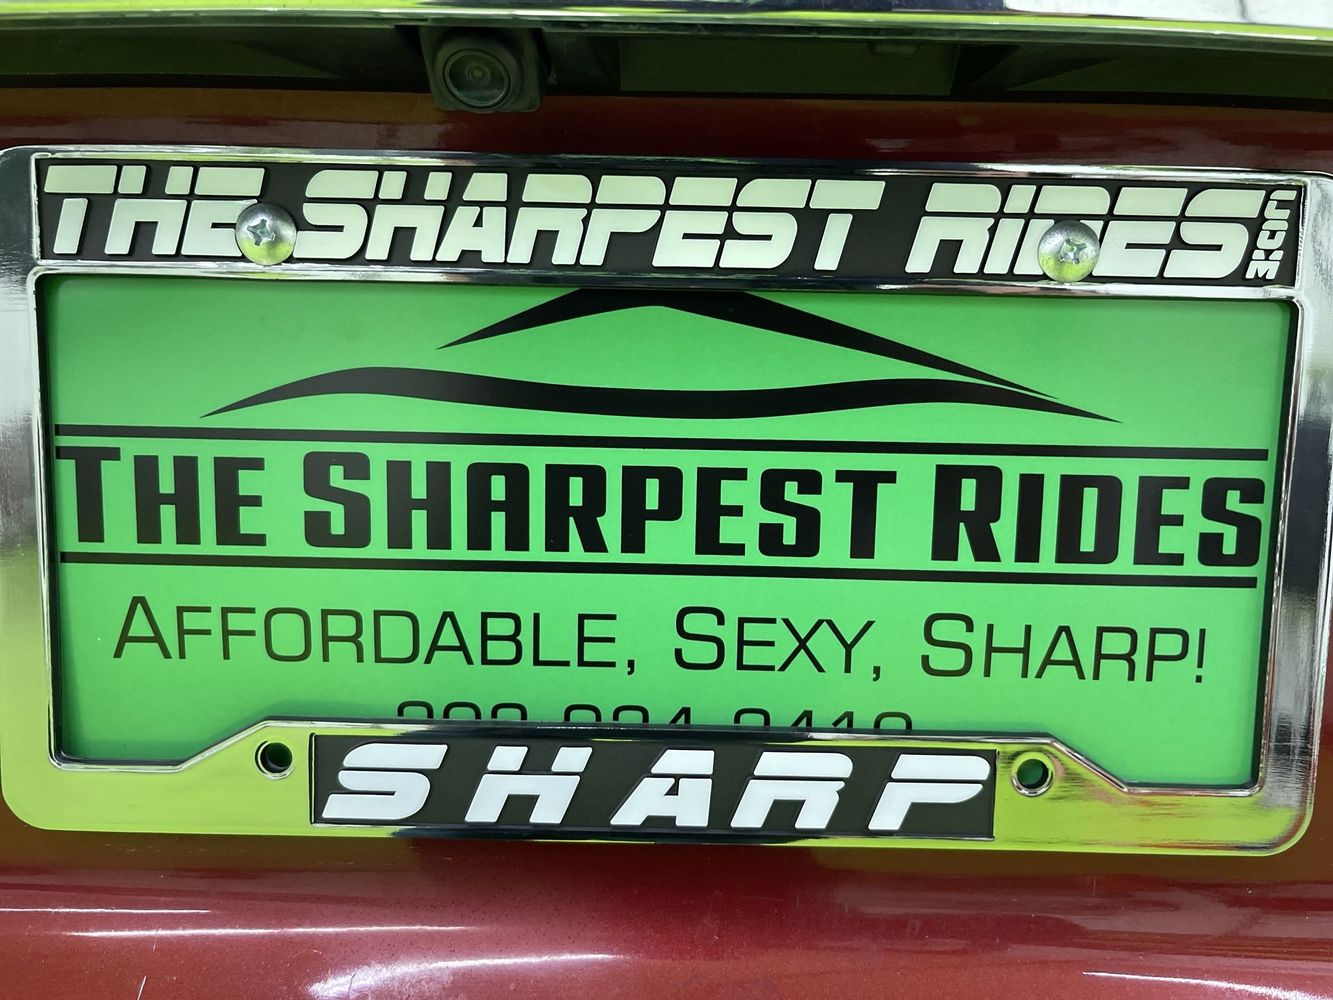 THE SHARPEST RIDES.COM
THE SHARPEST RIDES
AFFORDABLE, SEXY, SHARP!
SHARP